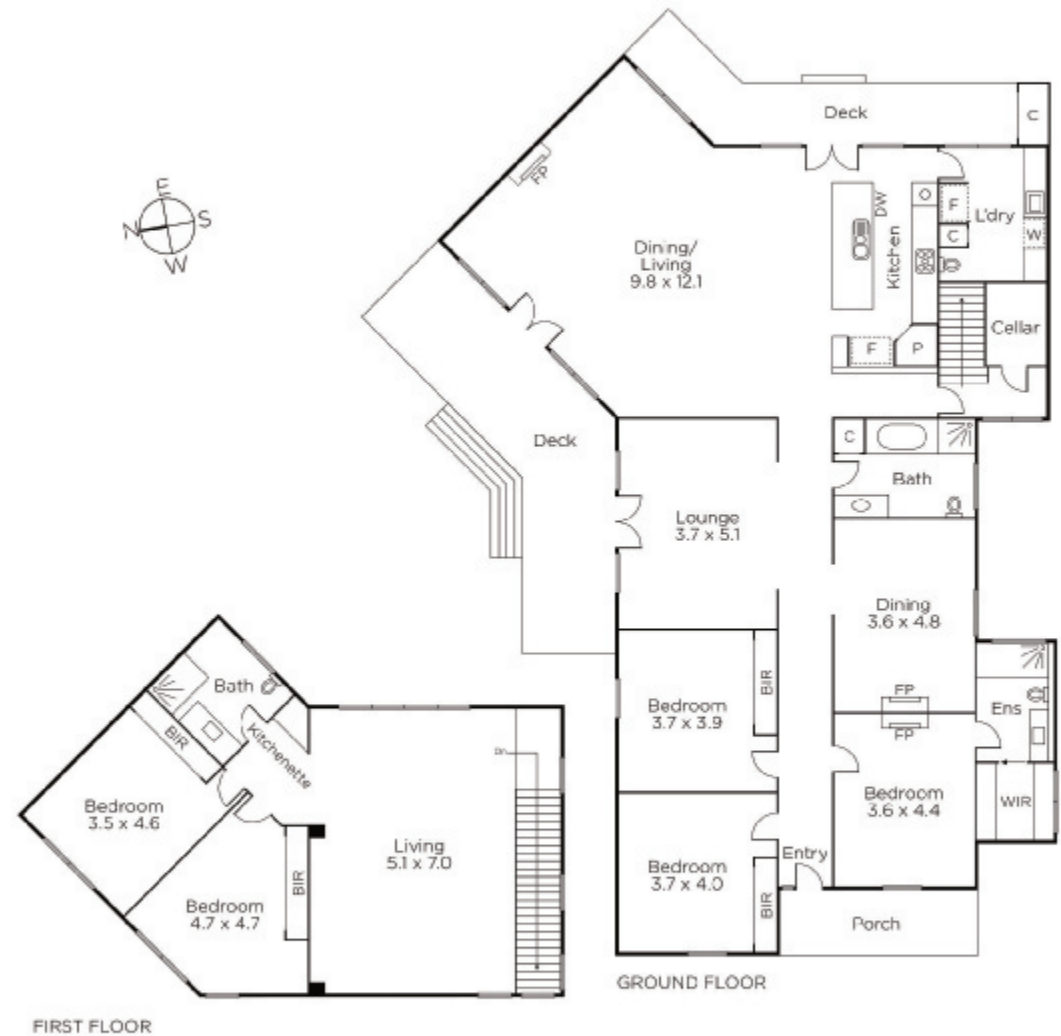 Deck
C
FP
E
N
S
W
Dining/
Living
9.8 x 12.1
DW
Kitchen
F
C
L'dry
W
F
P
Cellar
Deck
C
Bath
Lounge
3.7 x 5.1
Dining
3.6 x 4.8
FP
FP
Ens
WIR
Bedroom
3.7 x 3.9
BIR
Bedroom
3.6 x 4.4
Bedroom
3.7 x 4.0
BIR
Entry
Porch
GROUND FLOOR
Bath
BIR
Kitchenette
Dn
Bedroom
3.5 x 4.6
Living
5.1 x 7.0
Bedroom
4.7 x 4.7
BIR
FIRST FLOOR